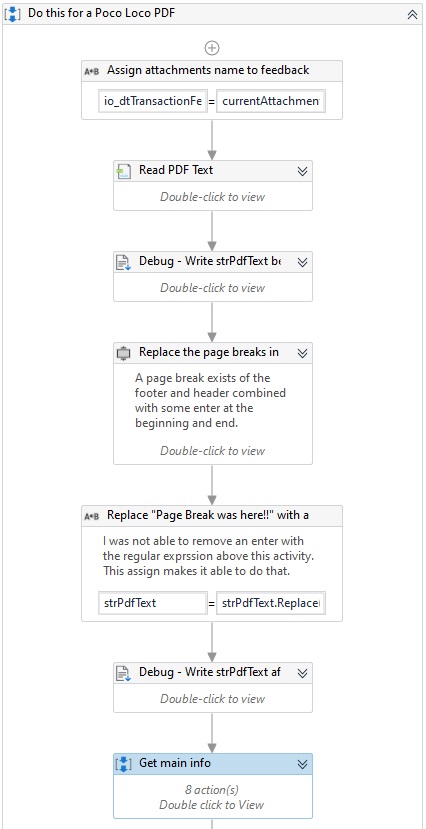 Do this for a Poco Loco PDF
A*B Assign attachments name to feedback
io_dtTransactionFe = currentAttachmen
Read PDF Text
Double-click to view
Debug - Write strPdfText be
Double-click to view
Replace the page breaks in
A page break exists of the
footer and header combined
with some enter at the
beginning and end.
Double-click to view
A*B Replace "Page Break was here!!" with a
I was not able to remove an enter with
the regular exprssion above this activity.
This assign makes it able to do that.
strPdfText = strPdfText.Replace(
Debug - Write strPdfText af
Double-click to view
Get main info
8 action(s)
Double click to View